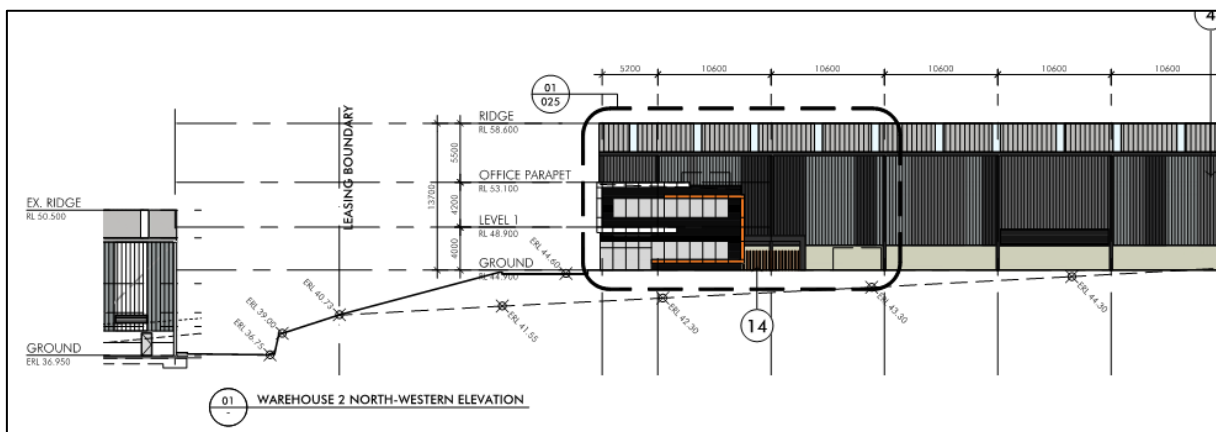 4
5200
10600
10600
10600
10600
10600
01
025
LEASING BOUNDARY
RIDGE
RL 58.600
5500
OFFICE PARAPET
RL 53.100
13700
4200
EX. RIDGE
RL 50.500
LEVEL 1
RL 48.900
4000
GROUND
RL 44.900
ERL 44.60
ERL 40.73
ERL 39.00
ERL 36.75
ERL 41.55
ERL 42.30
ERL 43.30
ERL 44.30
14
GROUND
ERL 36.950
01
-
WAREHOUSE 2 NORTH-WESTERN ELEVATION